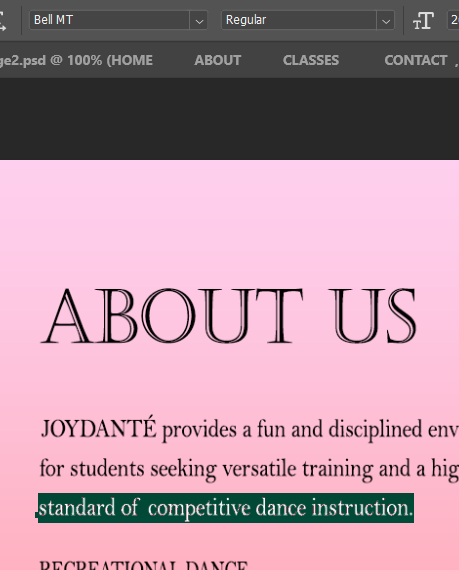 Bell MT Regular
ge2.psd @ 100% (HOME ABOUT CLASSES CONTACT ,
ABOUT US
JOYDANTÉ provides a fun and disciplined env
for students seeking versatile training and a hig
standard of competitive dance instruction.
RECREATIONAL DANCE